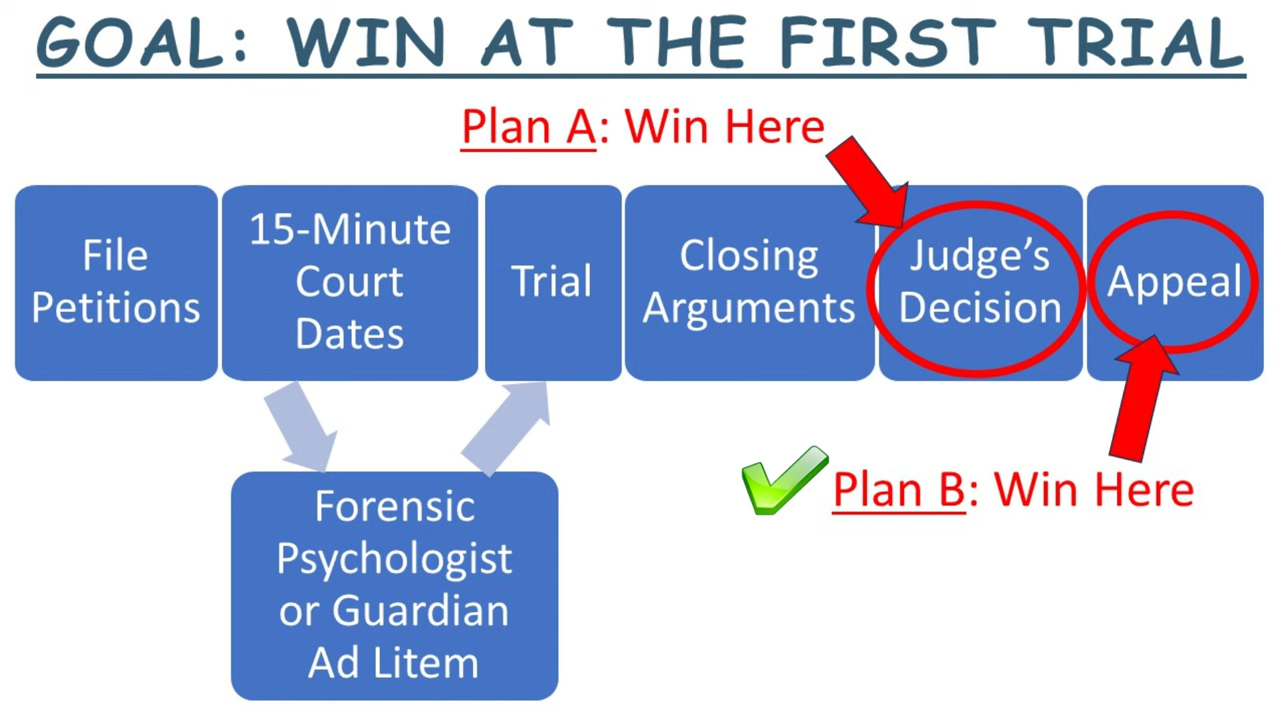 GOAL: WIN AT THE FIRST TRIAL
Plan A: Win Here
File
Petitions
15-Minute
Court
Dates
Trial
Closing
Arguments
Judge’s
Decision
Appeal
Forensic
Psychologist
or Guardian
Ad Litem
Plan B: Win Here